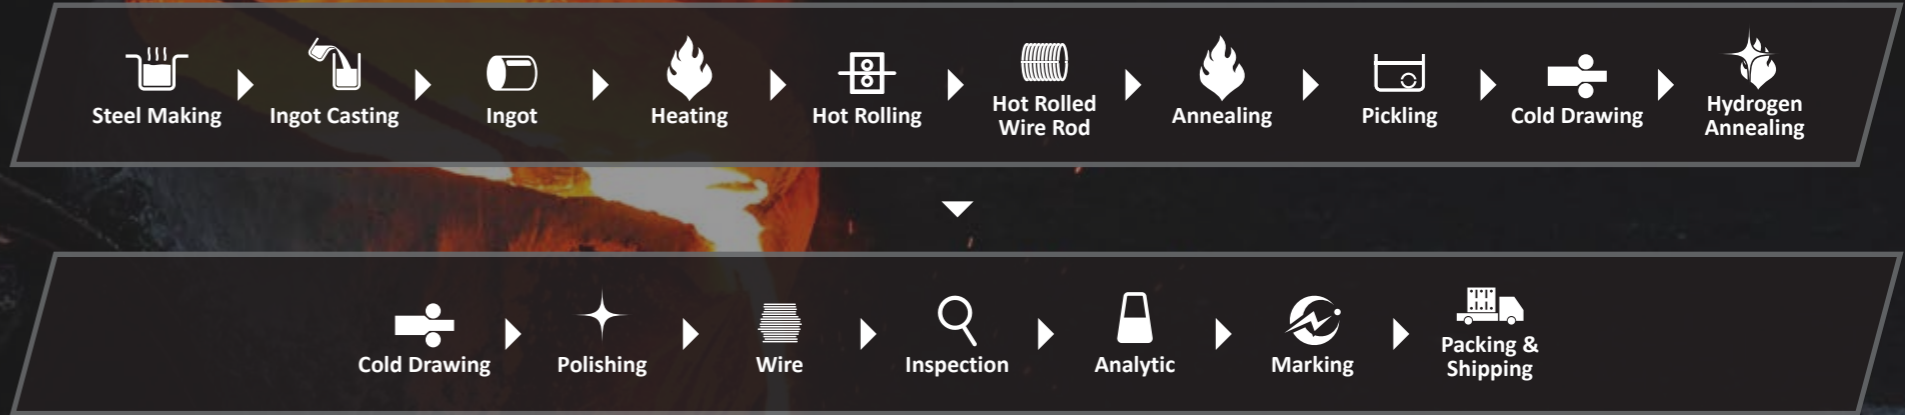 Steel Making
Ingot Casting
Ingot
Heating
Hot Rolling
Hot Rolled
Wire Rod
Annealing
Pickling
Cold Drawing
Hydrogen
Annealing
Cold Drawing
Polishing
Wire
Inspection
Analytic
Marking
Packing &
Shipping